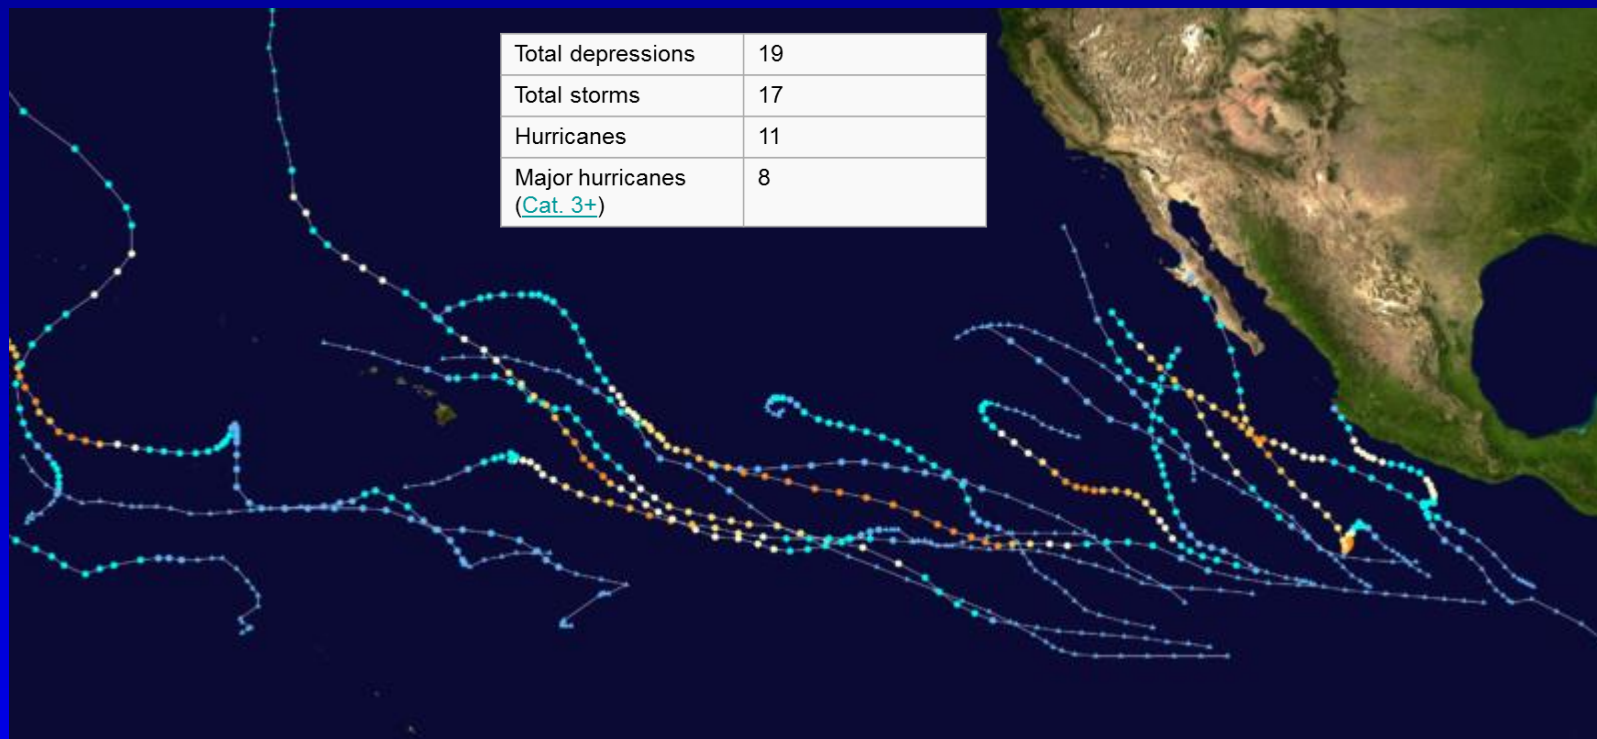 Total depressions 19
Total storms 17
Hurricanes 11
Major hurricanes 8
(Cat. 3+)